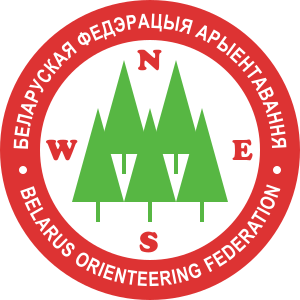 БЕЛАРУСКАЯ ФЕДЭРАЦЫЯ АРЫЕНТАВАННЯ
N
W E
S
BELARUS ORIENTEERING FEDERATION